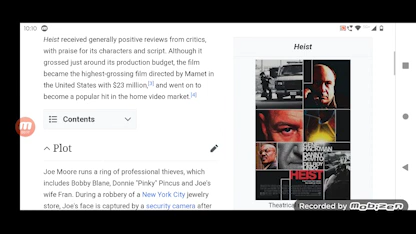 10:10
Heist received generally positive reviews from critics,
with praise for its characters and script. Although it
grossed just around its production budget, the film
became the highest-grossing film directed by Mamet in
the United States with $23 million,[3] and went on to
become a popular hit in the home video market.[4]
Contents
Plot
Joe Moore runs a ring of professional thieves, which
includes Bobby Blane, Donnie "Pinky" Pincus and Joe's
wife Fran. During a robbery of a New York City jewelry
store, Joe's face is captured by a security camera after
Heist
HACKMAN
DANNY
DEVITO
DELROY
LINDO
HEIST
Theatrica
Recorded by
MOBIZEN